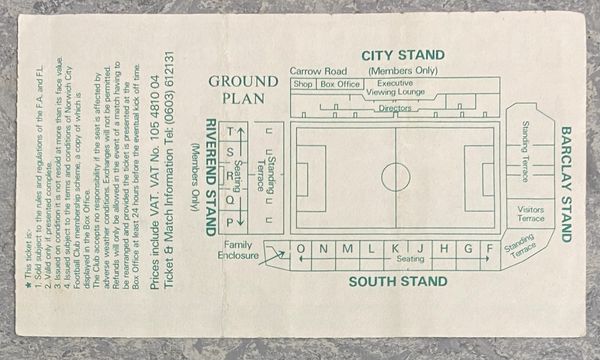 ★ This ticket is:-
1. Sold subject to the rules and regulations of the F.A. and F.L.
2. Valid only if presented complete.
3. Issued on condition it is not resold at more than its face value.
4. Issued subject to the terms and conditions of Norwich City
Football Club membership scheme, a copy of which is
displayed in the Box Office.
The Club accepts no responsibility if the seat is affected by
adverse weather conditions. Exchanges will not be permitted.
Refunds will only be allowed in the event of a match having to
be rearranged and provided the ticket is presented at the
Box Office at least 24 hours before the eventual kick off time.
Prices include VAT. VAT No. 105 4810 04
Ticket & Match Information Tel: (0603) 612131
GROUND
PLAN
CITY STAND
Carrow Road (Members Only)
Shop Box Office Executive
Viewing Lounge
Directors
RIVEREND STAND
(Members Only)
T
S
R
Q
P
Seating
Standing
Terrace
Family
Enclosure
O N M L K J H G F
Seating
SOUTH STAND
Standing Terrace
Visitors
Terrace
Standing
Terrace
BARCLAY STAND